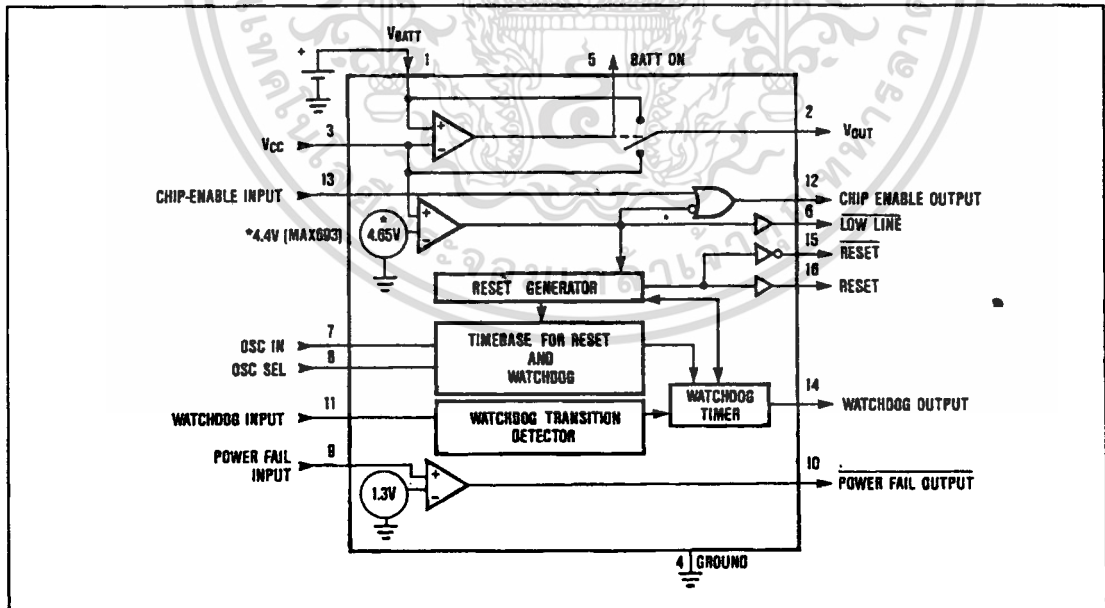 VBATT
+
1
5 BATT ON
3
VCC
2
VOUT
+
-
13
CHIP-ENABLE INPUT
12
CHIP ENABLE OUTPUT
6
LOW LINE
*
4.65V
*4.4V (MAX693)
+
-
15
RESET
16
RESET
RESET GENERATOR
7
OSC IN
8
OSC SEL
TIMEBASE FOR RESET
AND
WATCHDOG
11
WATCHDOG INPUT
WATCHDOG TRANSITION
DETECTOR
WATCHDOG
TIMER
14
WATCHDOG OUTPUT
9
POWER FAIL
INPUT
1.3V
+
-
10
POWER FAIL OUTPUT
4 GROUND